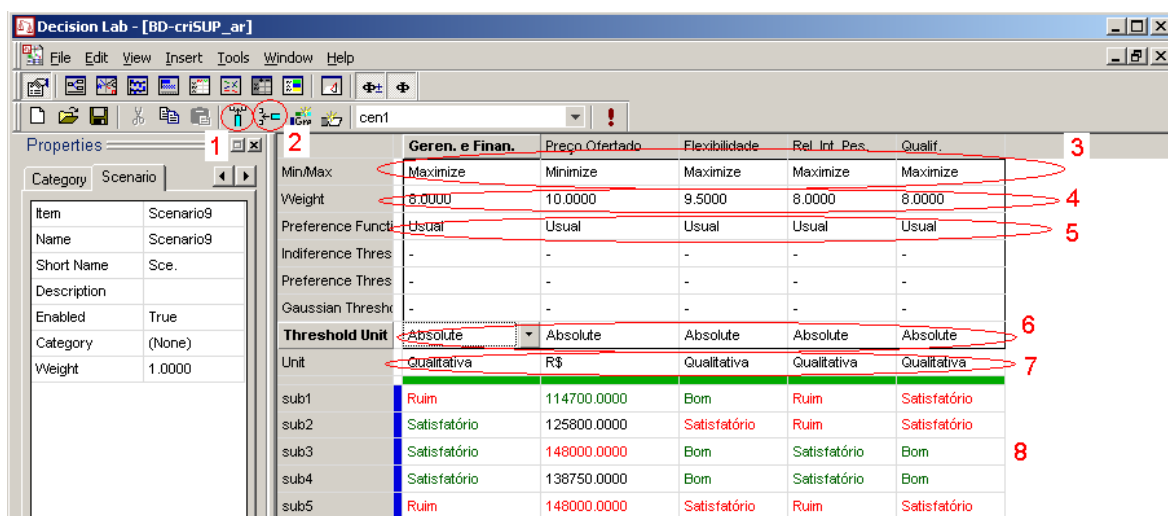 Decision Lab - [BD-criSUP_ar]
File Edit View Insert Tools Window Help
Φ± Φ
cen1
1 2
Properties
Category Scenario
Item Scenario9
Name Scenario9
Short Name Sce.
Description
Enabled True
Category (None)
Weight 1.0000
Geren. e Finan. Preço Ofertado Flexibilidade Rel. Int. Pes. Qualif. 3
Min/Max Maximize Minimize Maximize Maximize Maximize
Weight 8.0000 10.0000 9.5000 8.0000 8.0000 4
Preference Functi Usual Usual Usual Usual Usual 5
Indiference Thres - - - - -
Preference Thres - - - - -
Gaussian Thresho - - - - -
Threshold Unit Absolute Absolute Absolute Absolute Absolute 6
Unit Qualitativa R$ Qualitativa Qualitativa Qualitativa 7
sub1 Ruim 114700.0000 Bom Ruim Satisfatório
sub2 Satisfatório 125800.0000 Satisfatório Ruim Satisfatório
sub3 Satisfatório 148000.0000 Bom Satisfatório Bom 8
sub4 Satisfatório 138750.0000 Bom Satisfatório Bom
sub5 Ruim 148000.0000 Satisfatório Ruim Satisfatório